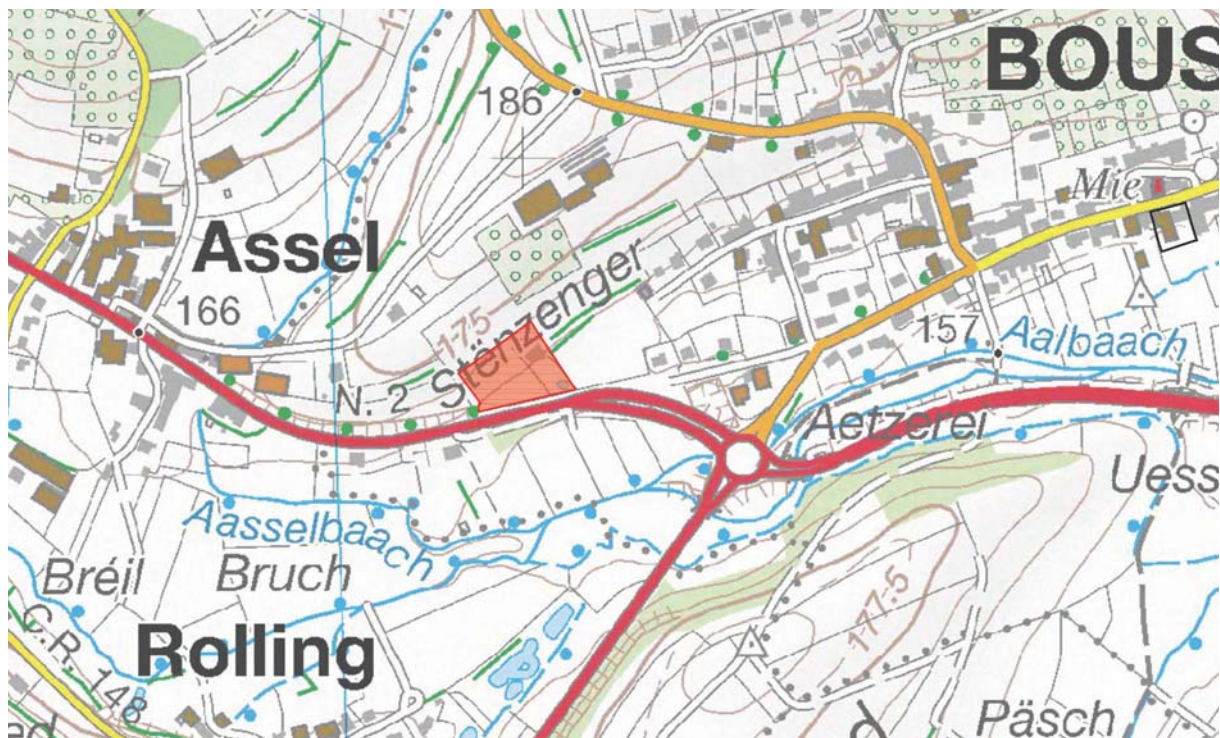 BOUS
186
Mie
Assel
166
175
Stënzenger
N. 2
157
Aalbaach
Aetzerei
Uess
Aasselbaach
Bréil
Bruch
177.5
Rolling
C.R. 148
Päsch